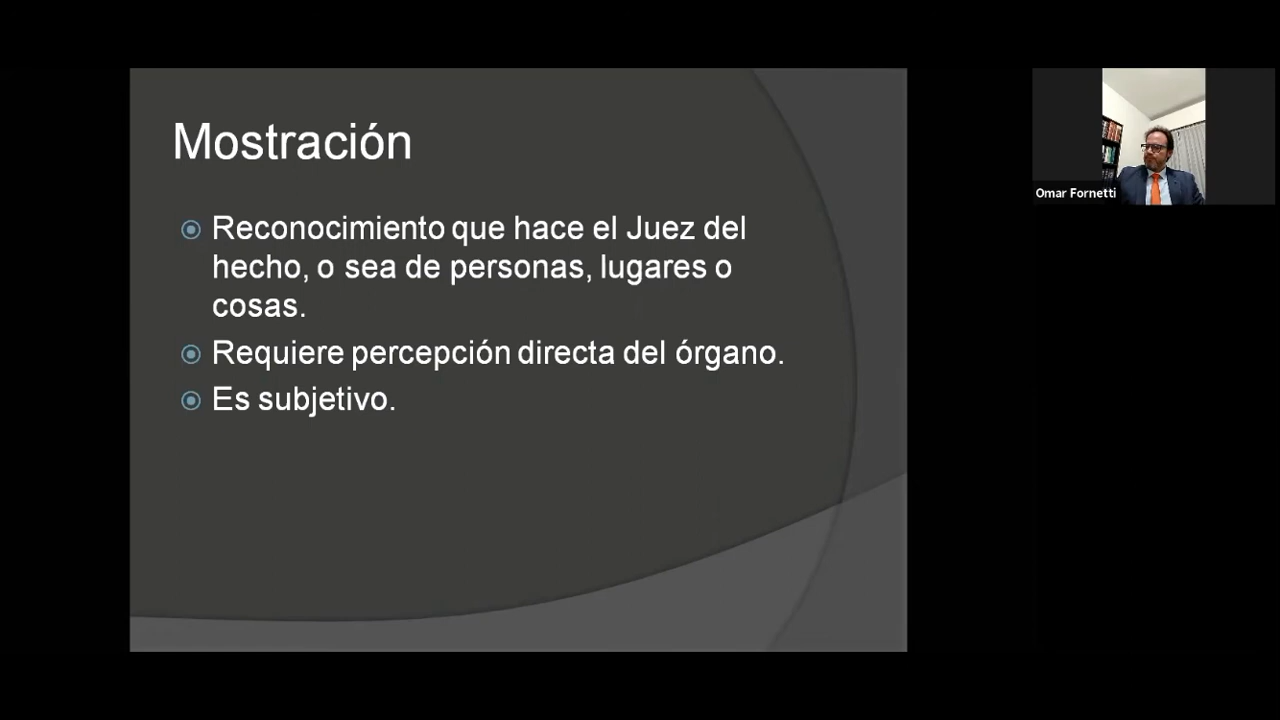 Mostración
Reconocimiento que hace el Juez del
hecho, o sea de personas, lugares o
cosas.
Requiere percepción directa del órgano.
Es subjetivo.
Omar Fornetti